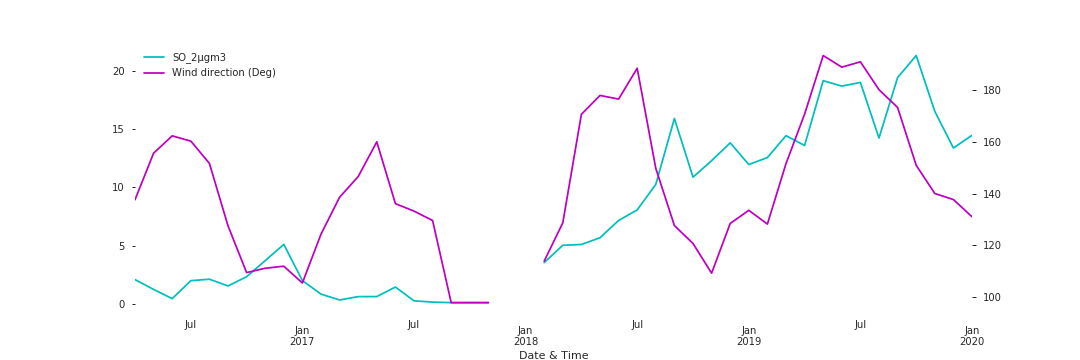 SO_2μgm3
Wind direction (Deg)
20
15
10
5
0
180
160
140
120
100
Jul
Jan
2017
Jul
Jan
2018
Jul
Jan
2019
Jul
Jan
2020
Date & Time